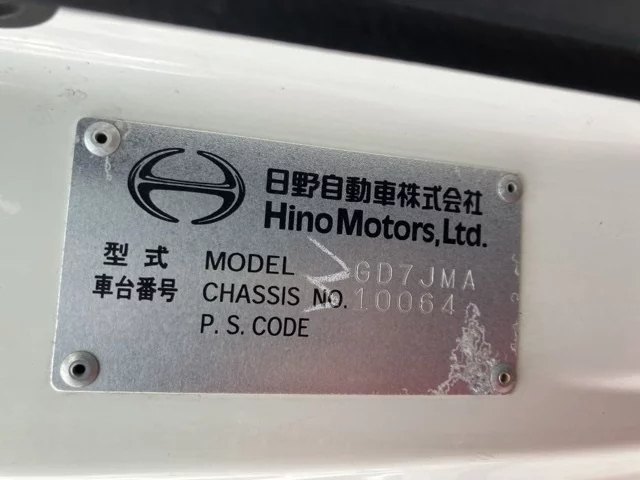 日野自動車株式会社
Hino Motors, Ltd.
型式 MODEL GD7JMA
車台番号 CHASSIS NO. 10064
P. S. CODE